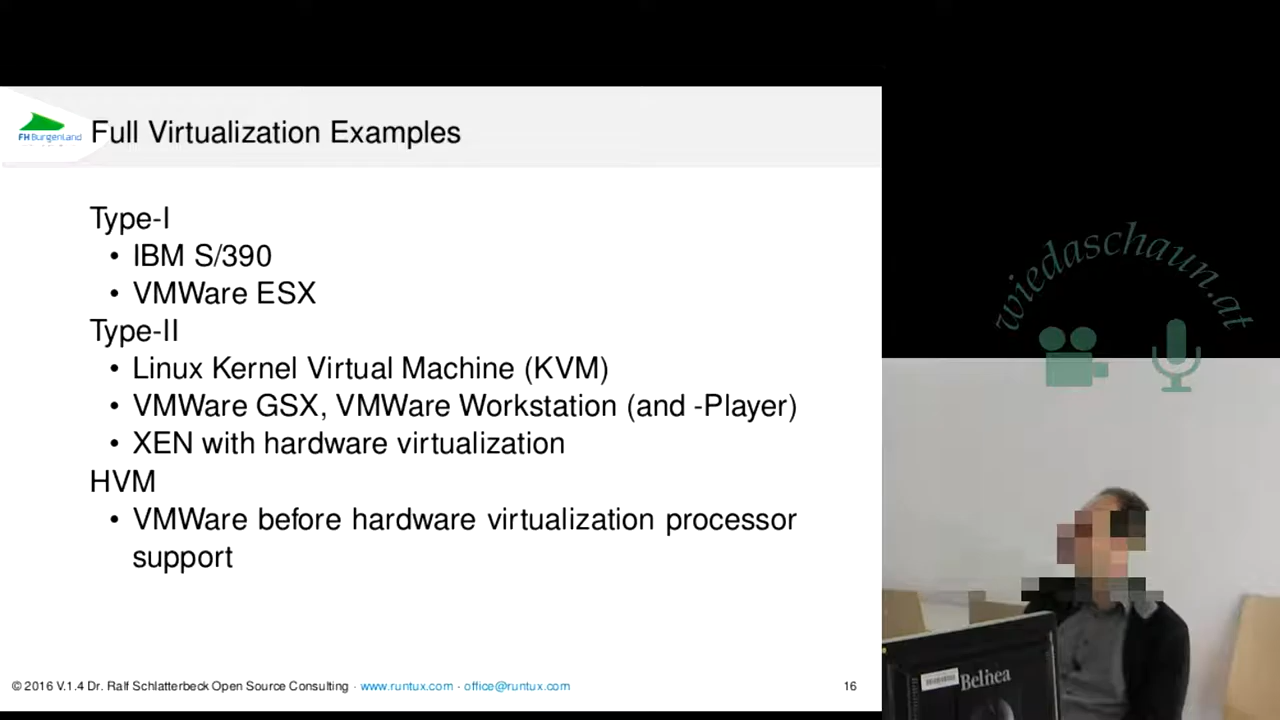 FH Burgenland
Full Virtualization Examples
Type-I
• IBM S/390
• VMWare ESX
Type-II
• Linux Kernel Virtual Machine (KVM)
• VMWare GSX, VMWare Workstation (and -Player)
• XEN with hardware virtualization
HVM
• VMWare before hardware virtualization processor
support
© 2016 V.1.4 Dr. Ralf Schlatterbeck Open Source Consulting · www.runtux.com · office@runtux.com
16
wiedaschaun.at
Belinea